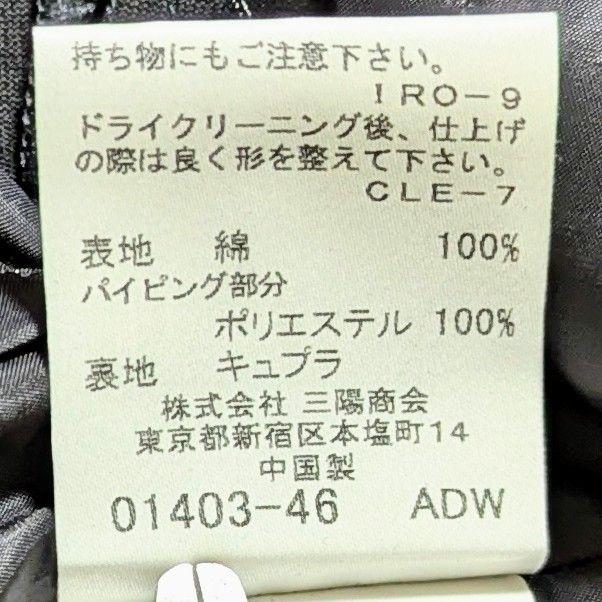 持ち物にもご注意下さい。
!RO-9
ドライクリーニング後、仕上げ
の際は良く形を整えて下さい。
CLE-7
表地 綿 100%
パイピング部分
ポリエステル 100%
裏地 キュプラ
株式会社 三陽商会
東京都新宿区本塩町14
中国製
01403-46 ADW